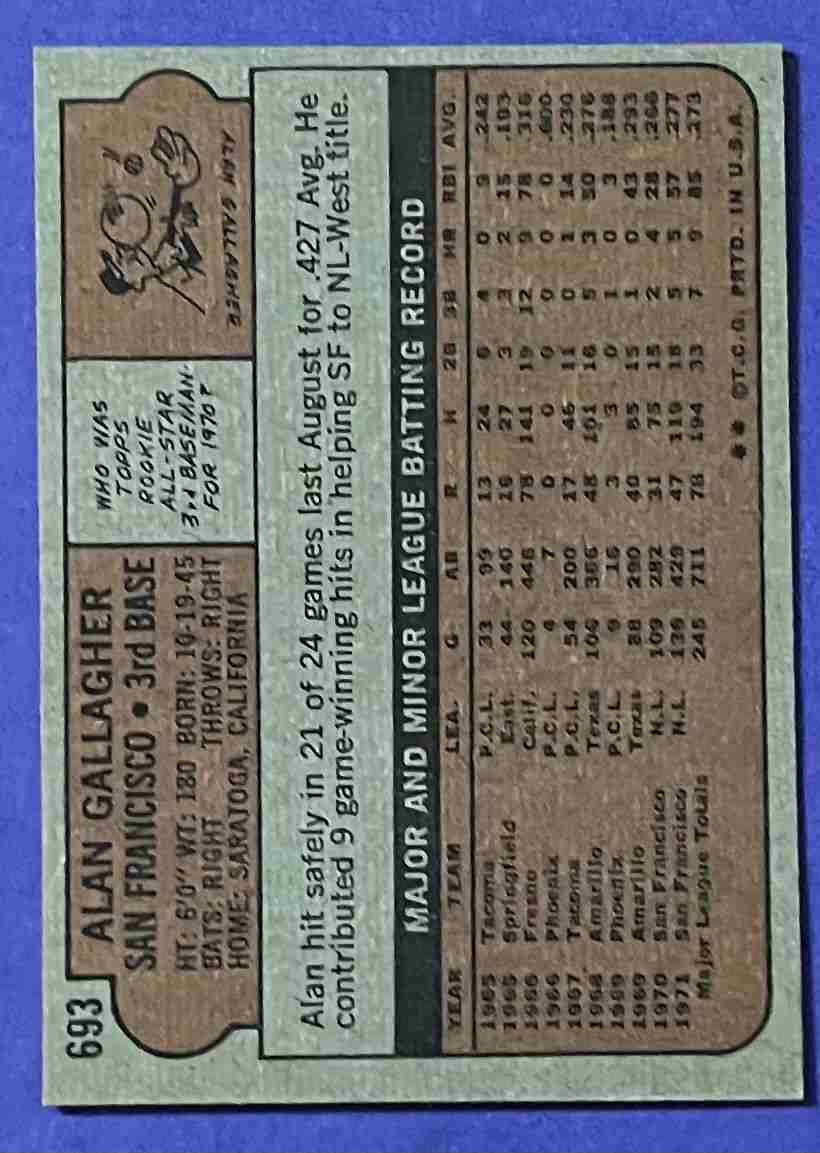 693
ALAN GALLAGHER
SAN FRANCISCO • 3rd BASE
HT: 6'0" WT: 180 BORN: 10-19-45
BATS: RIGHT THROWS: RIGHT
HOME: SARATOGA, CALIFORNIA
WHO WAS
TOPPS
ROOKIE
ALL-STAR
3rd BASEMAN
FOR 1970?
ALAN GALLAGHER
Alan hit safely in 21 of 24 games last August for .427 Avg. He
contributed 9 game-winning hits in helping SF to NL-West title.
MAJOR AND MINOR LEAGUE BATTING RECORD
YEAR TEAM LEA. G AB R H 2B 3B HR RBI AVG.
1965 Tacoma P.C.L. 33 99 13 24 6 4 0 9 .242
1965 Springfield East. 44 140 16 27 3 3 2 15 .193
1966 Fresno Calif. 120 446 78 141 19 12 9 78 .316
1966 Phoenix P.C.L. 4 7 0 0 0 0 0 0 .000
1967 Tacoma P.C.L. 54 200 17 46 11 0 1 14 .230
1968 Amarillo Texas 106 366 48 101 16 5 3 50 .276
1969 Phoenix P.C.L. 9 16 3 3 0 1 0 3 .188
1969 Amarillo Texas 88 290 40 85 15 1 0 43 .293
1970 San Francisco N.L. 109 282 31 75 15 2 4 28 .266
1971 San Francisco N.L. 136 429 47 119 18 5 5 57 .277
Major League Totals 245 711 78 194 33 7 9 85 .273
** ©T.C.G. PRTD. IN U.S.A.